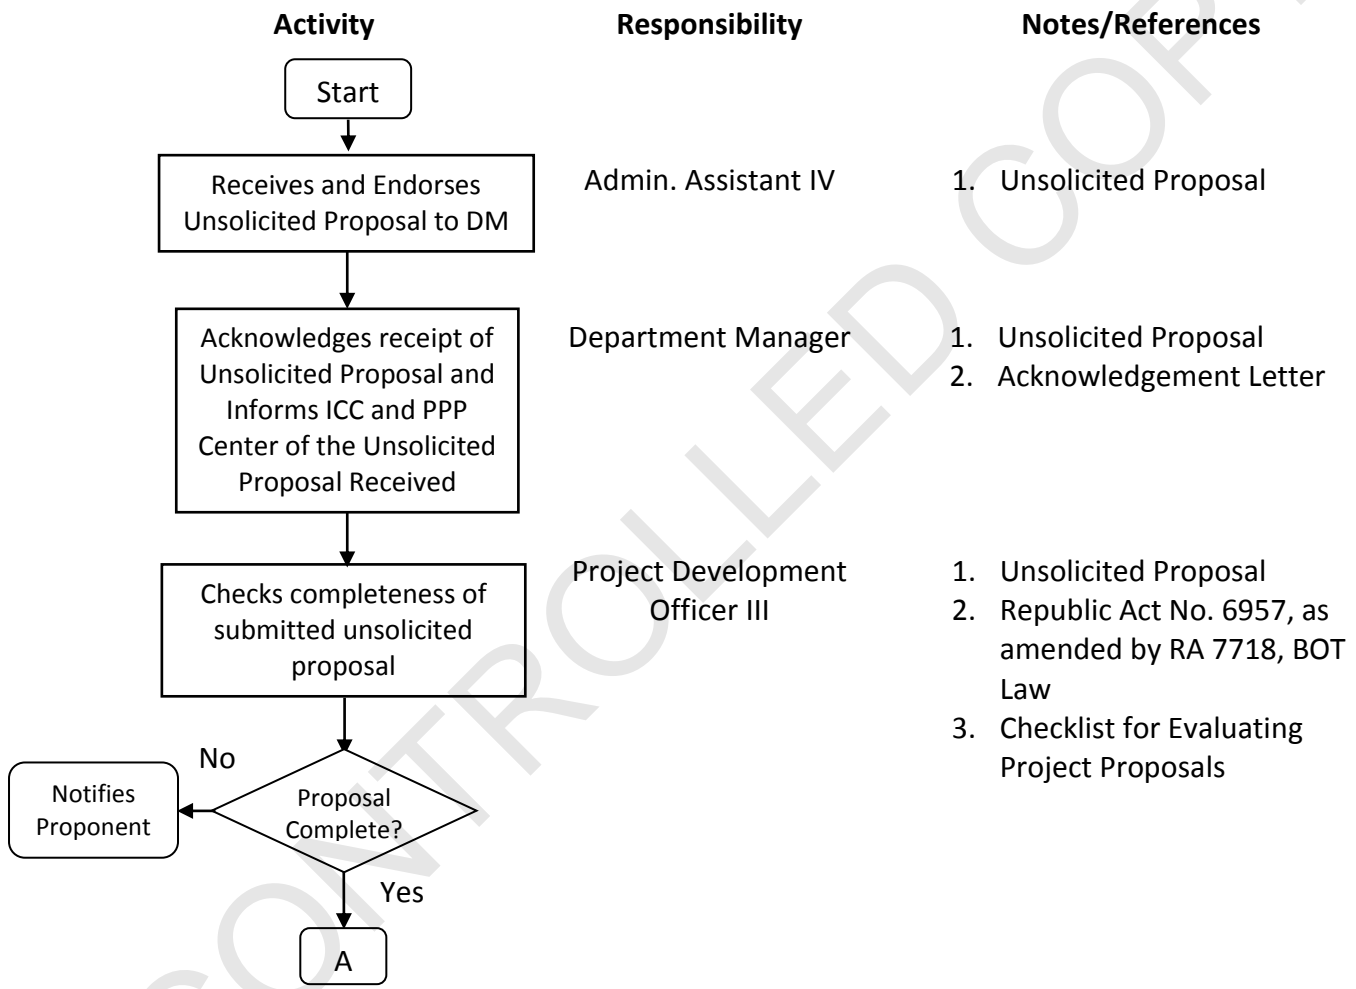 Activity
Responsibility
Notes/References
Start
Receives and Endorses
Unsolicited Proposal to DM
Admin. Assistant IV
1. Unsolicited Proposal
Acknowledges receipt of
Unsolicited Proposal and
Informs ICC and PPP
Center of the Unsolicited
Proposal Received
Department Manager
1. Unsolicited Proposal
2. Acknowledgement Letter
Checks completeness of
submitted unsolicited
proposal
Project Development
Officer III
1. Unsolicited Proposal
2. Republic Act No. 6957, as
amended by RA 7718, BOT
Law
3. Checklist for Evaluating
Project Proposals
No
Notifies
Proponent
Proposal
Complete?
Yes
A
CONTROLLED COP